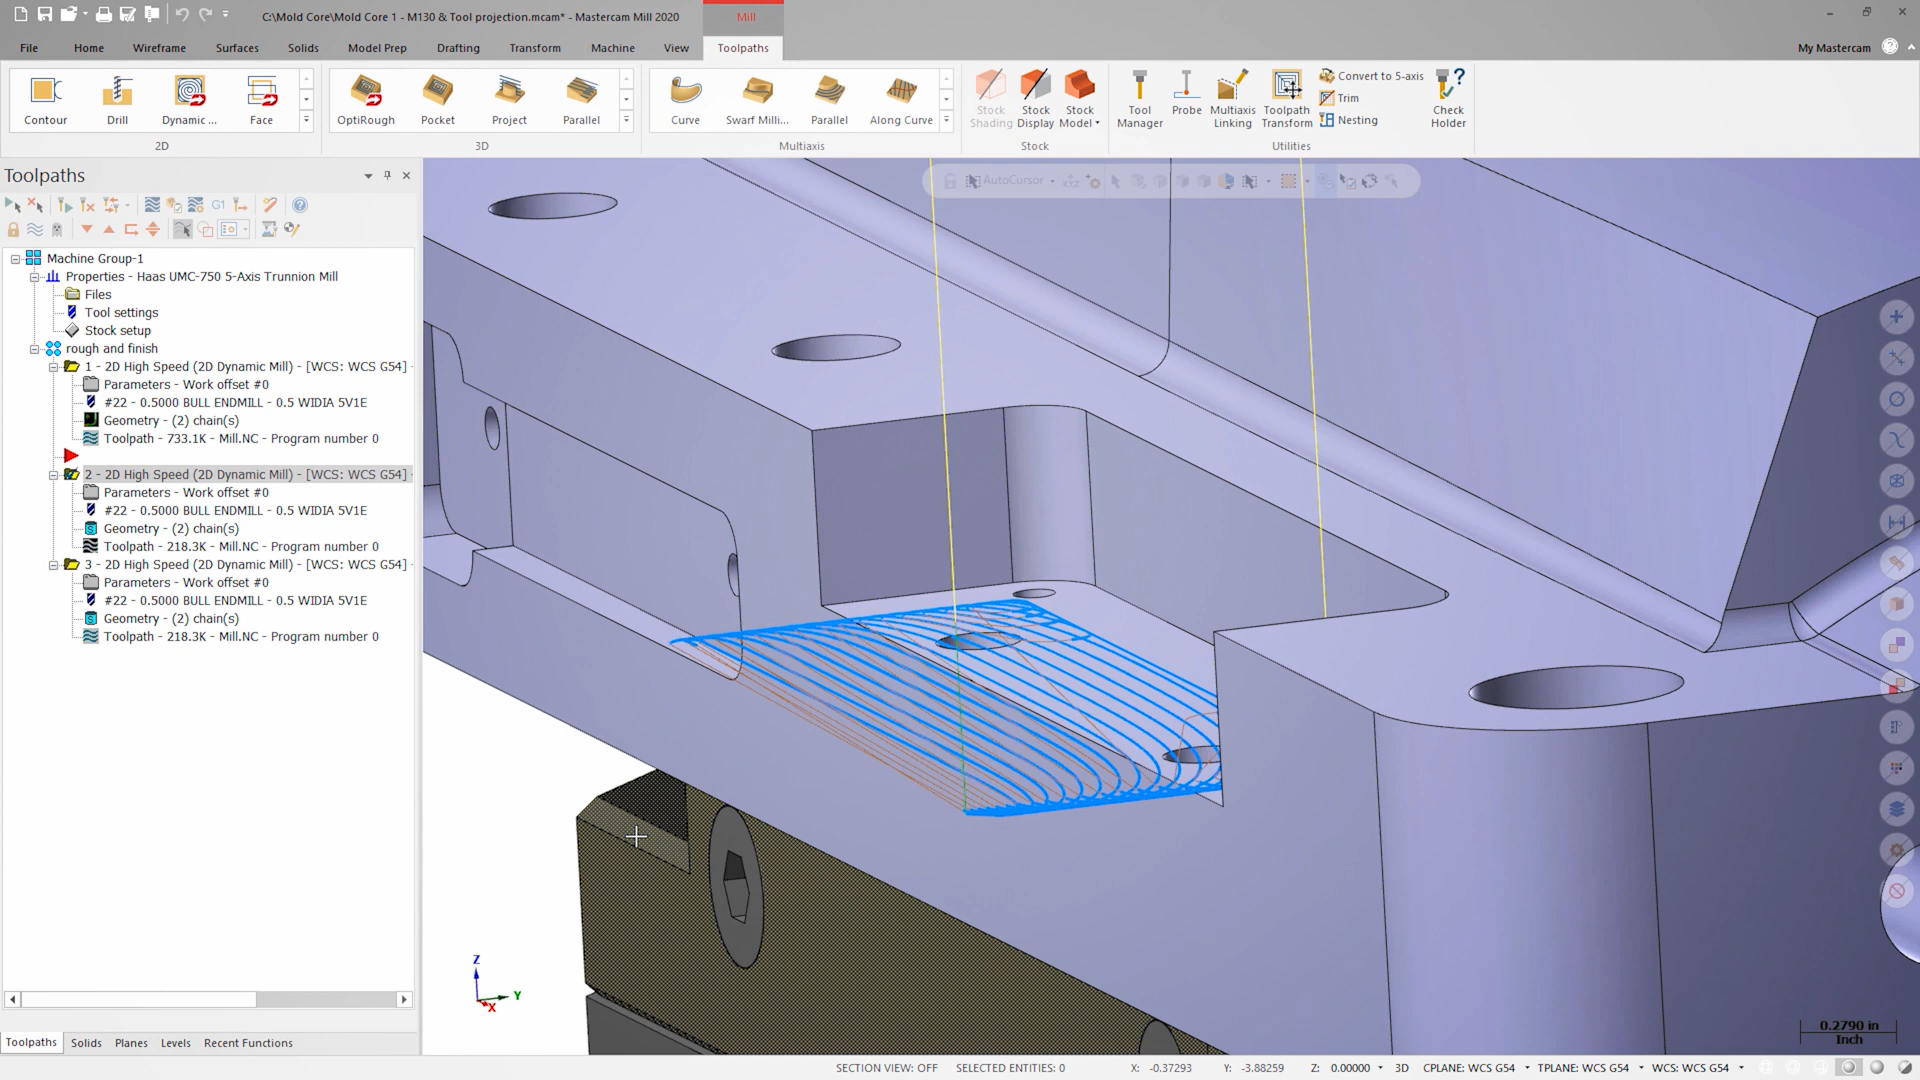 C:\Mold Core\Mold Core 1 - M130 & Tool projection.mcam* - Mastercam Mill 2020
Mill
File Home Wireframe Surfaces Solids Model Prep Drafting Transform Machine View Toolpaths My Mastercam
Contour Drill Dynamic ... Face
2D
OptiRough Pocket Project Parallel
3D
Curve Swarf Milli... Parallel Along Curve
Multiaxis
Stock Shading
Stock Display
Stock Model
Stock
Tool Manager
Probe
Multiaxis Linking
Toolpath Transform
Convert to 5-axis
Trim
Nesting
Check Holder
Utilities
Toolpaths
AutoCursor
xyz
G1
Machine Group-1
Properties - Haas UMC-750 5-Axis Trunnion Mill
Files
Tool settings
Stock setup
rough and finish
1 - 2D High Speed (2D Dynamic Mill) - [WCS: WCS G54] -
Parameters - Work offset #0
#22 - 0.5000 BULL ENDMILL - 0.5 WIDIA 5V1E
Geometry - (2) chain(s)
Toolpath - 733.1K - Mill.NC - Program number 0
2 - 2D High Speed (2D Dynamic Mill) - [WCS: WCS G54] -
Parameters - Work offset #0
#22 - 0.5000 BULL ENDMILL - 0.5 WIDIA 5V1E
Geometry - (2) chain(s)
Toolpath - 218.3K - Mill.NC - Program number 0
3 - 2D High Speed (2D Dynamic Mill) - [WCS: WCS G54] -
Parameters - Work offset #0
#22 - 0.5000 BULL ENDMILL - 0.5 WIDIA 5V1E
Geometry - (2) chain(s)
Toolpath - 218.3K - Mill.NC - Program number 0
Z
Y
X
0.2790 in
Inch
Toolpaths Solids Planes Levels Recent Functions
SECTION VIEW: OFF SELECTED ENTITIES: 0 X: -0.37293 Y: -3.88259 Z: 0.00000 3D CPLANE: WCS G54 TPLANE: WCS G54 WCS: WCS G54